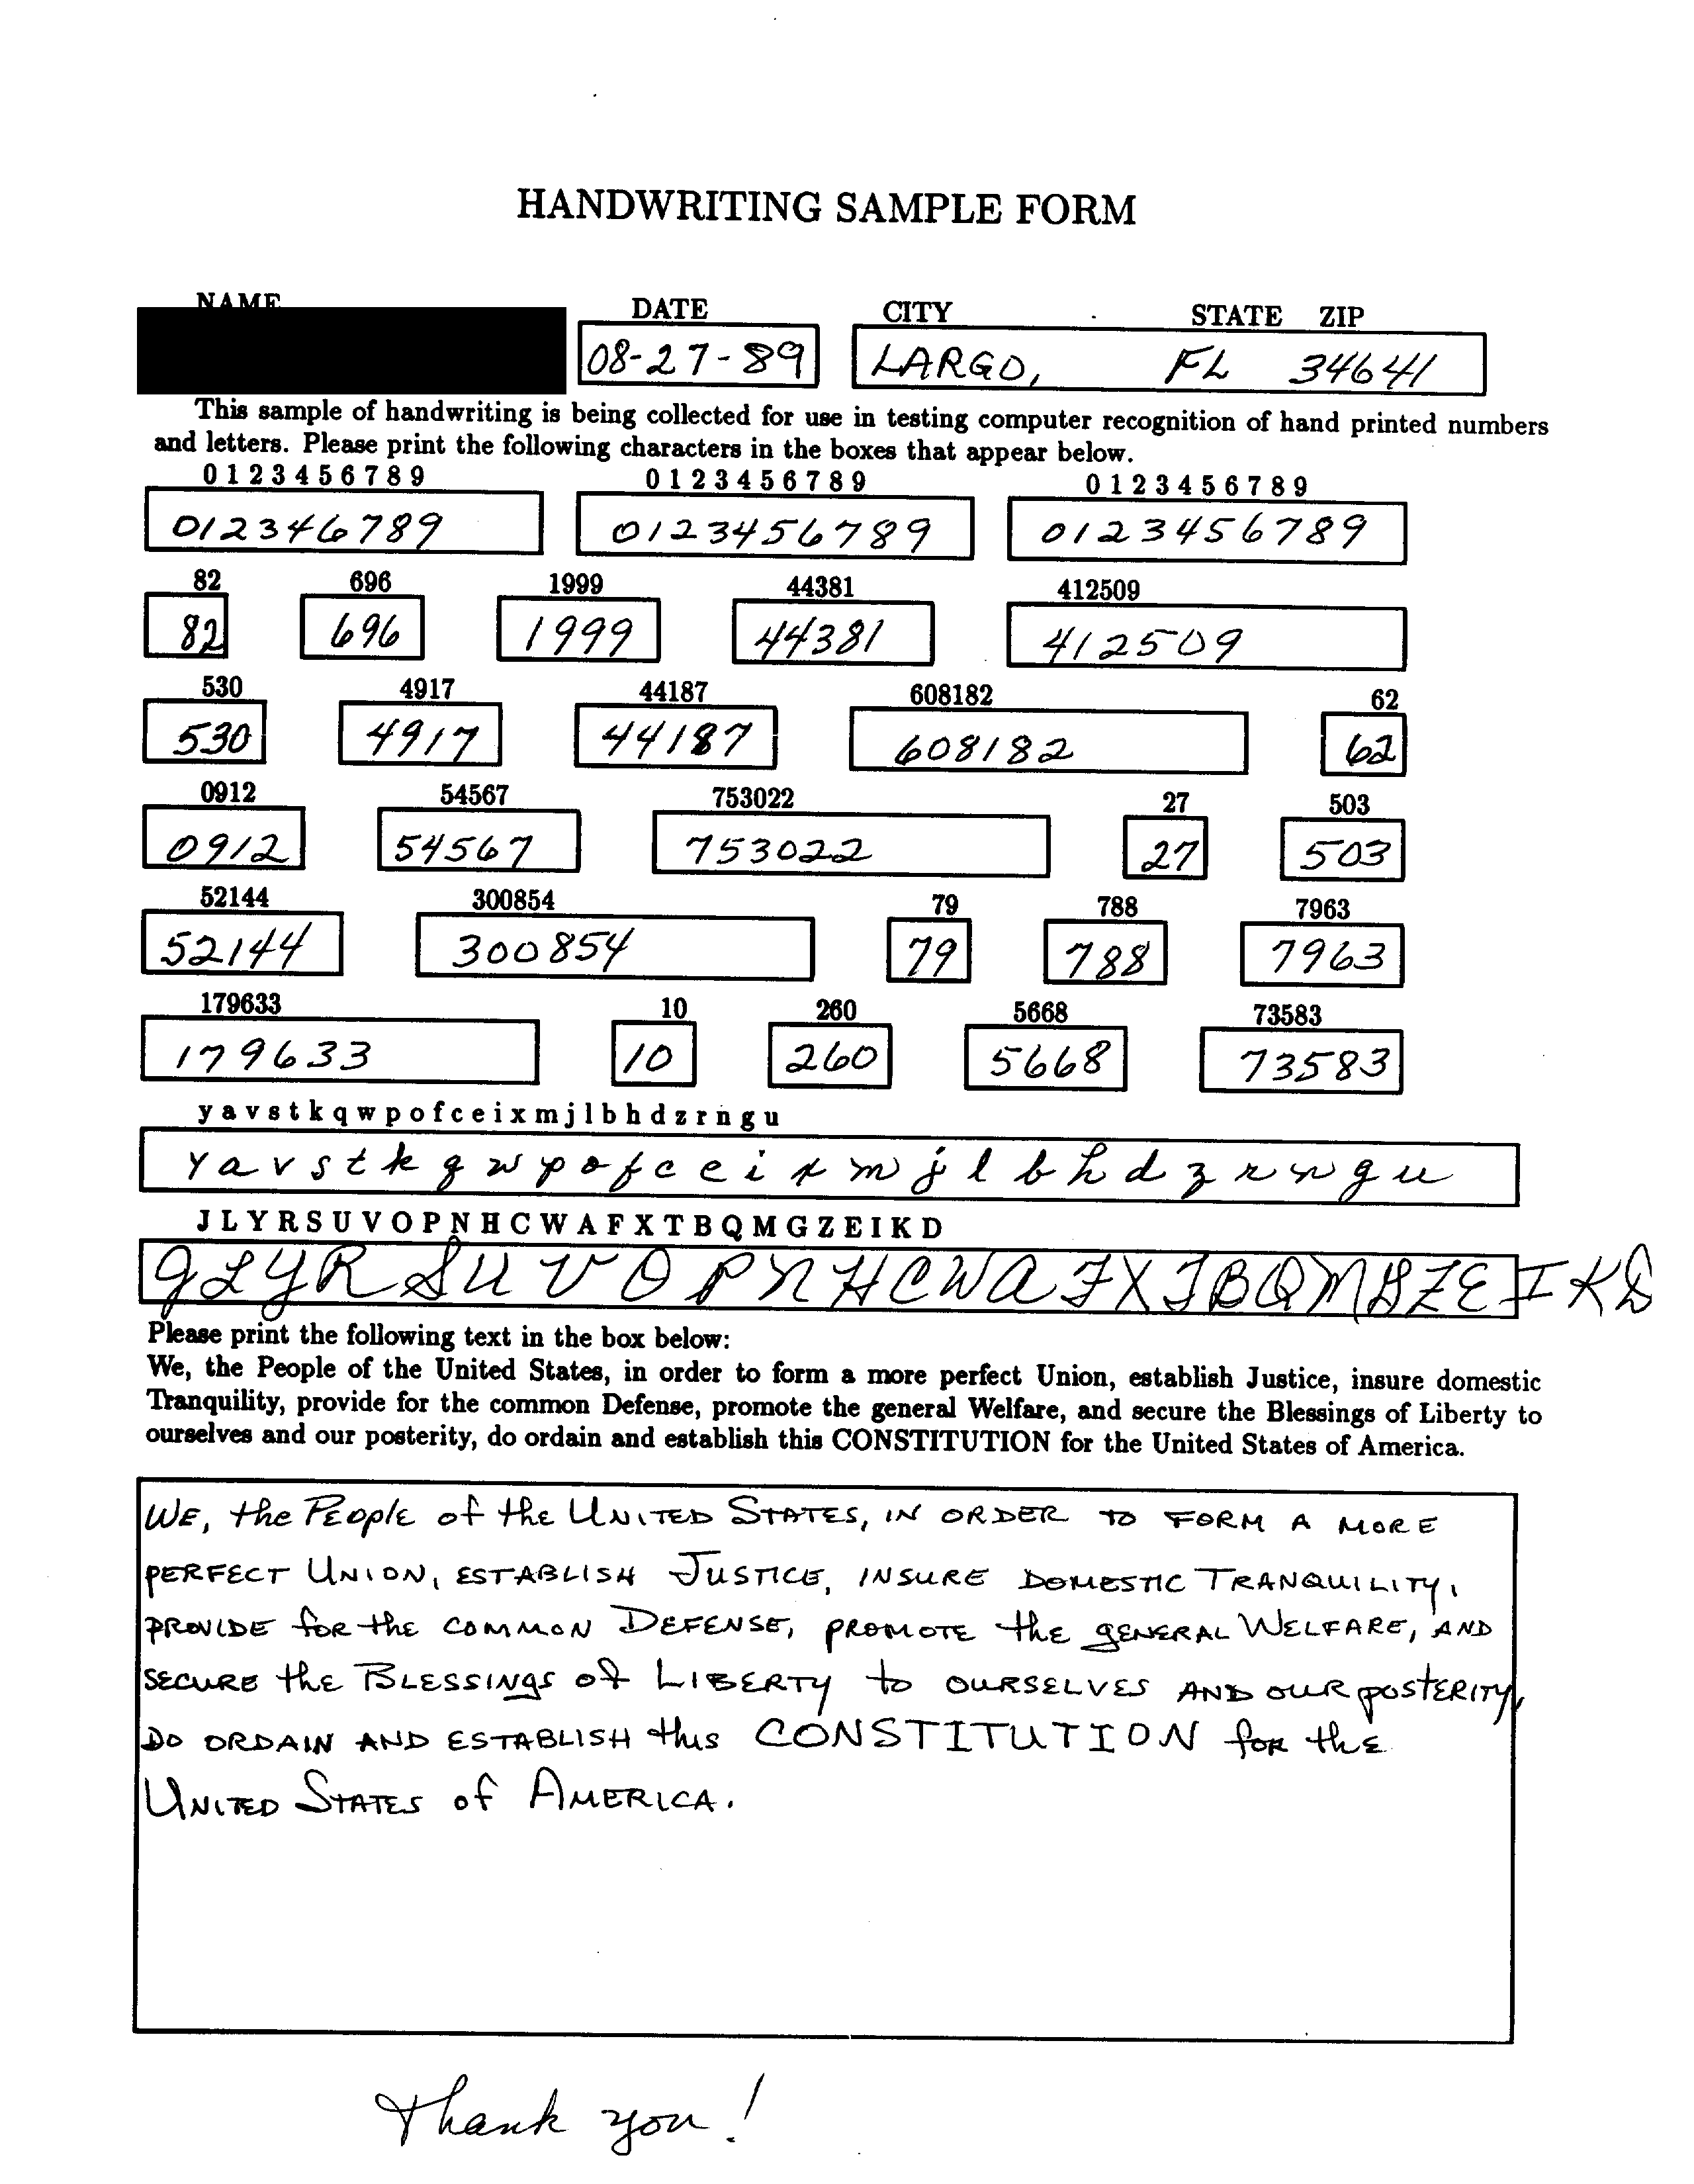 HANDWRITING SAMPLE FORM
NAME DATE CITY STATE ZIP
08-27-89 LARGO, FL 34641
This sample of handwriting is being collected for use in testing computer recognition of hand printed numbers
and letters. Please print the following characters in the boxes that appear below.
0 1 2 3 4 5 6 7 8 9 0 1 2 3 4 5 6 7 8 9 0 1 2 3 4 5 6 7 8 9
012346789 0123456789 0123456789
82 696 1999 44381 412509
82 696 1999 44381 412509
530 4917 44187 608182 62
530 4917 44187 608182 62
0912 54567 753022 27 503
0912 54567 753022 27 503
52144 300854 79 788 7963
52144 300854 79 788 7963
179633 10 260 5668 73583
179633 10 260 5668 73583
y a v s t k q w p o f c e i x m j l b h d z r n g u
y a v s t k q w p o f c e i x m j l b h d z r n g u
J L Y R S U V O P N H C W A F X T B Q M G Z E I K D
J L Y R S U V O P N H C W A F X T B Q M G Z E I K D
Please print the following text in the box below:
We, the People of the United States, in order to form a more perfect Union, establish Justice, insure domestic
Tranquility, provide for the common Defense, promote the general Welfare, and secure the Blessings of Liberty to
ourselves and our posterity, do ordain and establish this CONSTITUTION for the United States of America.
WE, the PEoplE of thE UNITED STATES, IN ORDER TO FORM A MORE
PERFECT UNION, ESTABLISH JUSTICE, INSURE DOMESTIC TRANQUILITY,
PROVIDE foR thE COMMON DEFENSE, PROMOTE thE gENERAL WELFARE, AND
SECURE thE BLESSINgS of LIBERTY to OURSELVES AND OUR POSTERITY,
DO ORDAIN AND ESTABLISH this CONSTITUTION foR thE
UNITED STATES of AMERICA.
Thank you!